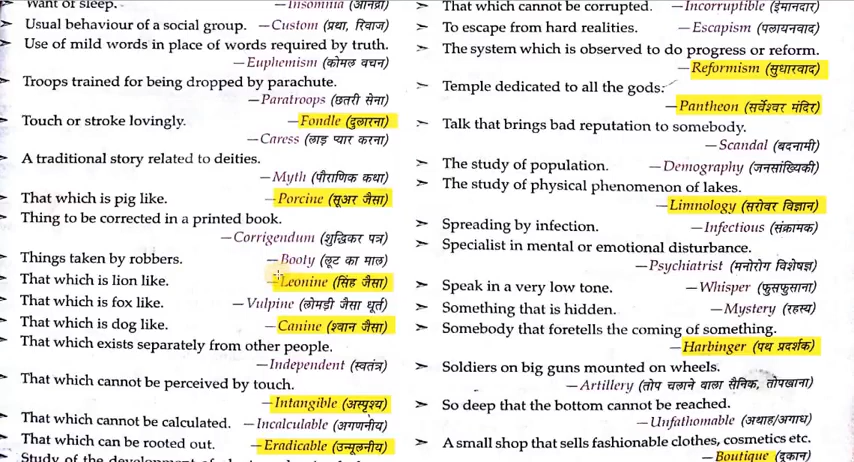 Want of sleep. —Insomnia (अनिद्रा)
Usual behaviour of a social group. —Custom (प्रथा, रिवाज)
Use of mild words in place of words required by truth.
—Euphemism (कोमल वचन)
Troops trained for being dropped by parachute.
—Paratroops (छतरी सेना)
Touch or stroke lovingly. —Fondle (दुलारना)
—Caress (लाड़ प्यार करना)
A traditional story related to deities.
—Myth (पौराणिक कथा)
That which is pig like. —Porcine (सूअर जैसा)
Thing to be corrected in a printed book.
—Corrigendum (शुद्धिकर पत्र)
Things taken by robbers. —Booty (लूट का माल)
That which is lion like. —Leonine (सिंह जैसा)
That which is fox like. —Vulpine (लोमड़ी जैसा धूर्त)
That which is dog like. —Canine (श्वान जैसा)
That which exists separately from other people.
—Independent (स्वतंत्र)
That which cannot be perceived by touch.
—Intangible (अस्पृश्य)
That which cannot be calculated. —Incalculable (अगणनीय)
That which can be rooted out. —Eradicable (उन्मूलनीय)
Study of the development of
That which cannot be corrupted. —Incorruptible (ईमानदार)
To escape from hard realities. —Escapism (पलायनवाद)
The system which is observed to do progress or reform.
—Reformism (सुधारवाद)
Temple dedicated to all the gods.
—Pantheon (सर्वेश्वर मंदिर)
Talk that brings bad reputation to somebody.
—Scandal (बदनामी)
The study of population. —Demography (जनसांख्यिकी)
The study of physical phenomenon of lakes.
—Limnology (सरोवर विज्ञान)
Spreading by infection. —Infectious (संक्रामक)
Specialist in mental or emotional disturbance.
—Psychiatrist (मनोरोग विशेषज्ञ)
Speak in a very low tone. —Whisper (फुसफुसाना)
Something that is hidden. —Mystery (रहस्य)
Somebody that foretells the coming of something.
—Harbinger (पथ प्रदर्शक)
Soldiers on big guns mounted on wheels.
—Artillery (तोप चलाने वाला सैनिक, तोपखाना)
So deep that the bottom cannot be reached.
—Unfathomable (अथाह/अगाध)
A small shop that sells fashionable clothes, cosmetics etc.
—Boutique (दुकान)